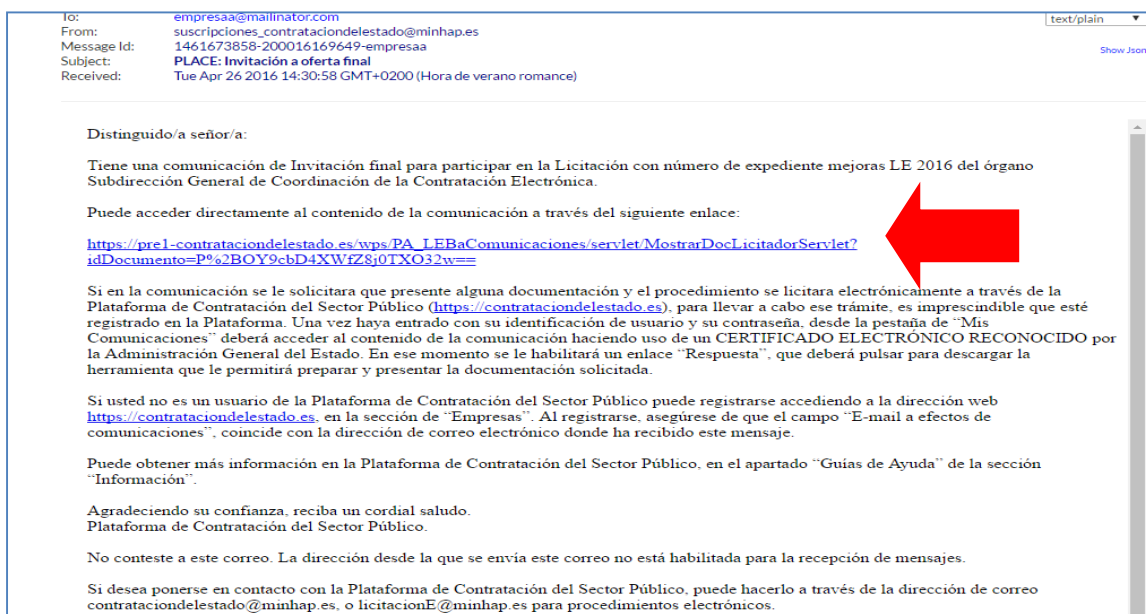 To: empresaa@mailinator.com
text/plain
From: suscripciones_contrataciondelestado@minhap.es
Message Id: 1461673858-200016169649-empresaa
Show Json
Subject: PLACE: Invitación a oferta final
Received: Tue Apr 26 2016 14:30:58 GMT+0200 (Hora de verano romance)
Distinguido/a señor/a:
Tiene una comunicación de Invitación final para participar en la Licitación con número de expediente mejoras LE 2016 del órgano
Subdirección General de Coordinación de la Contratación Electrónica.
Puede acceder directamente al contenido de la comunicación a través del siguiente enlace:
https://pre1-contrataciondelestado.es/wps/PA_LEBaComunicaciones/servlet/MostrarDocLicitadorServlet?
idDocumento=P%2BOY9cbD4XWfZ8j0TXO32w==
Si en la comunicación se le solicitara que presente alguna documentación y el procedimiento se licitara electrónicamente a través de la
Plataforma de Contratación del Sector Público (https://contrataciondelestado.es), para llevar a cabo ese trámite, es imprescindible que esté
registrado en la Plataforma. Una vez haya entrado con su identificación de usuario y su contraseña, desde la pestaña de “Mis
Comunicaciones” deberá acceder al contenido de la comunicación haciendo uso de un CERTIFICADO ELECTRÓNICO RECONOCIDO por
la Administración General del Estado. En ese momento se le habilitará un enlace “Respuesta”, que deberá pulsar para descargar la
herramienta que le permitirá preparar y presentar la documentación solicitada.
Si usted no es un usuario de la Plataforma de Contratación del Sector Público puede registrarse accediendo a la dirección web
https://contrataciondelestado.es, en la sección de “Empresas”. Al registrarse, asegúrese de que el campo “E-mail a efectos de
comunicaciones”, coincide con la dirección de correo electrónico donde ha recibido este mensaje.
Puede obtener más información en la Plataforma de Contratación del Sector Público, en el apartado “Guías de Ayuda” de la sección
“Información”.
Agradeciendo su confianza, reciba un cordial saludo.
Plataforma de Contratación del Sector Público.
No conteste a este correo. La dirección desde la que se envía este correo no está habilitada para la recepción de mensajes.
Si desea ponerse en contacto con la Plataforma de Contratación del Sector Público, puede hacerlo a través de la dirección de correo
contrataciondelestado@minhap.es, o licitacionE@minhap.es para procedimientos electrónicos.